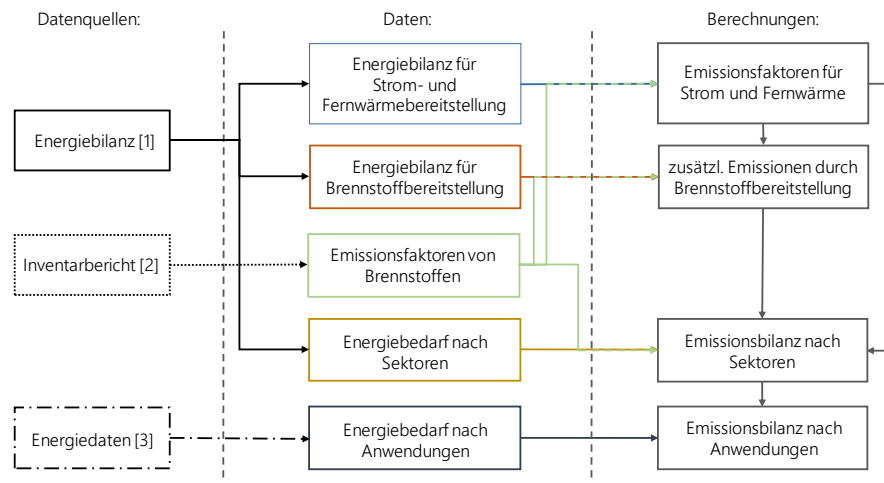 Datenquellen:
Daten:
Berechnungen:
Energiebilanz [1]
Inventarbericht [2]
Energiedaten [3]
Energiebilanz für
Strom- und
Fernwärmebereitstellung
Energiebilanz für
Brennstoffbereitstellung
Emissionsfaktoren von
Brennstoffen
Energiebedarf nach
Sektoren
Energiebedarf nach
Anwendungen
Emissionsfaktoren für
Strom und Fernwärme
zusätzl. Emissionen durch
Brennstoffbereitstellung
Emissionsbilanz nach
Sektoren
Emissionsbilanz nach
Anwendungen